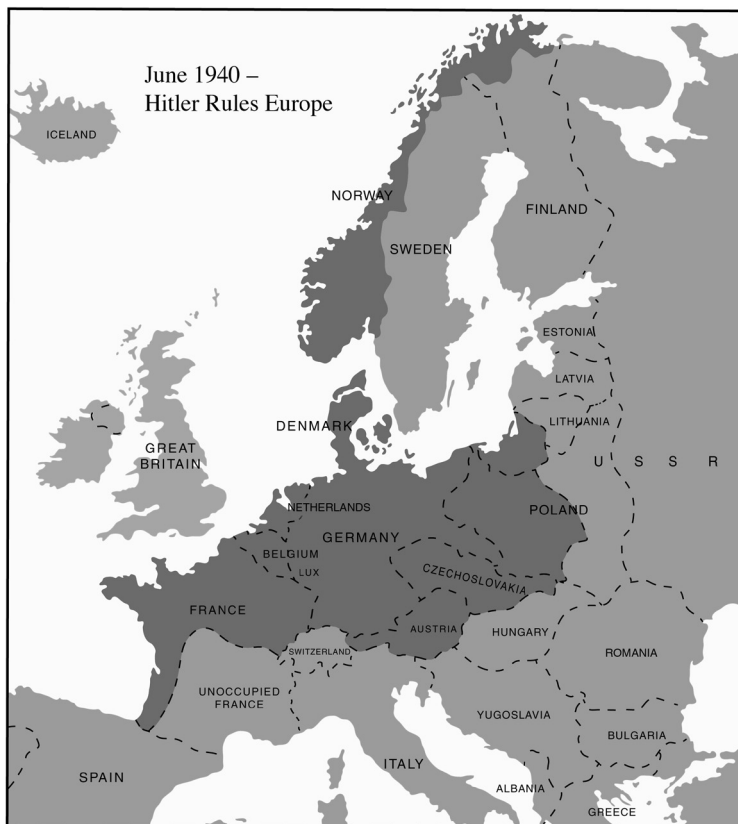 June 1940 –
Hitler Rules Europe
ICELAND
NORWAY
FINLAND
SWEDEN
ESTONIA
LATVIA
LITHUANIA
DENMARK
GREAT
BRITAIN
U S S R
NETHERLANDS
POLAND
GERMANY
BELGIUM
LUX
CZECHOSLOVAKIA
FRANCE
AUSTRIA
HUNGARY
SWITZERLAND
ROMANIA
UNOCCUPIED
FRANCE
YUGOSLAVIA
BULGARIA
ITALY
SPAIN
ALBANIA
GREECE